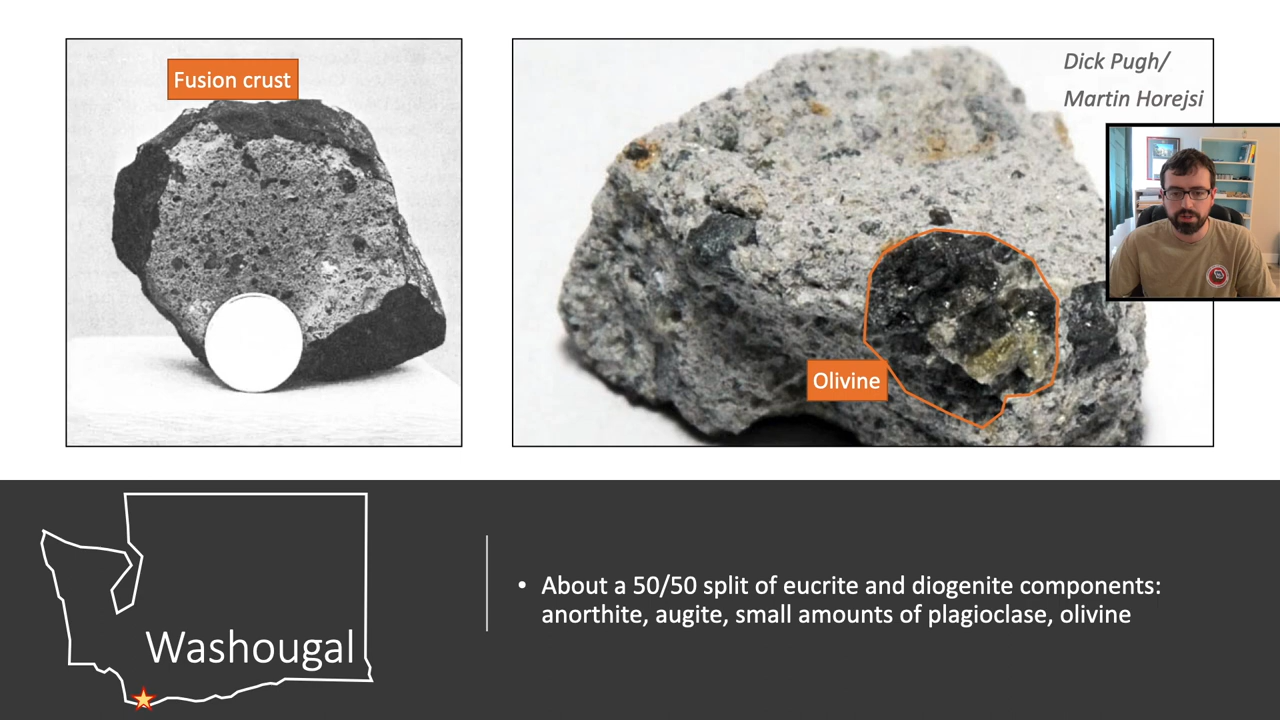 Fusion crust
Dick Pugh/
Martin Horejsi
Olivine
Washougal
• About a 50/50 split of eucrite and diogenite components:
anorthite, augite, small amounts of plagioclase, olivine